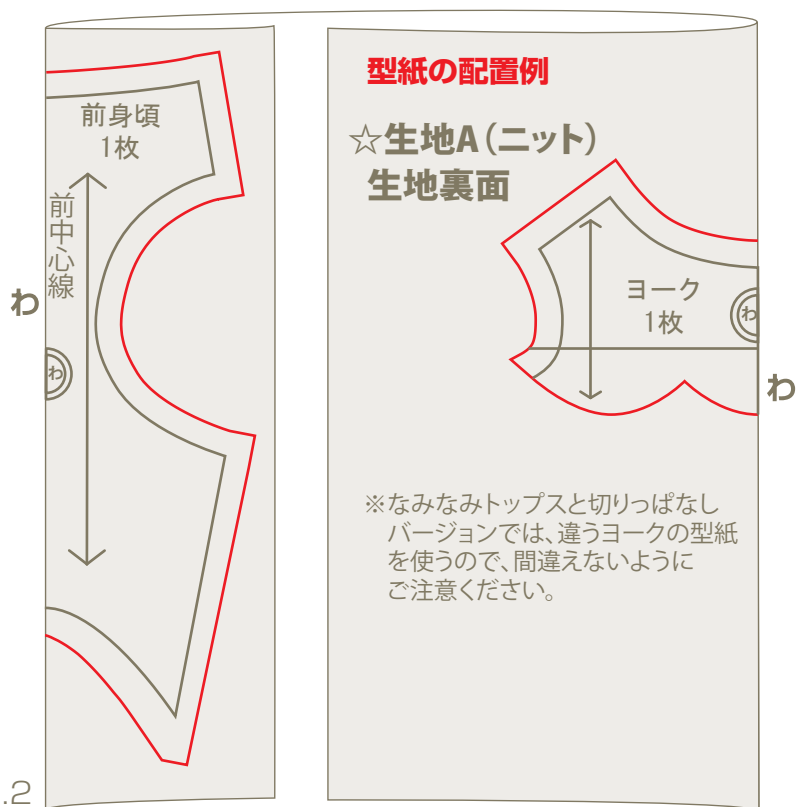 型紙の配置例
☆生地A(ニット)
生地裏面
前身頃
1枚
前中心線
わ
わ
ヨーク
1枚
わ
わ
※なみなみトップスと切りっぱなし
バージョンでは、違うヨークの型紙
を使うので、間違えないように
ご注意ください。
.2